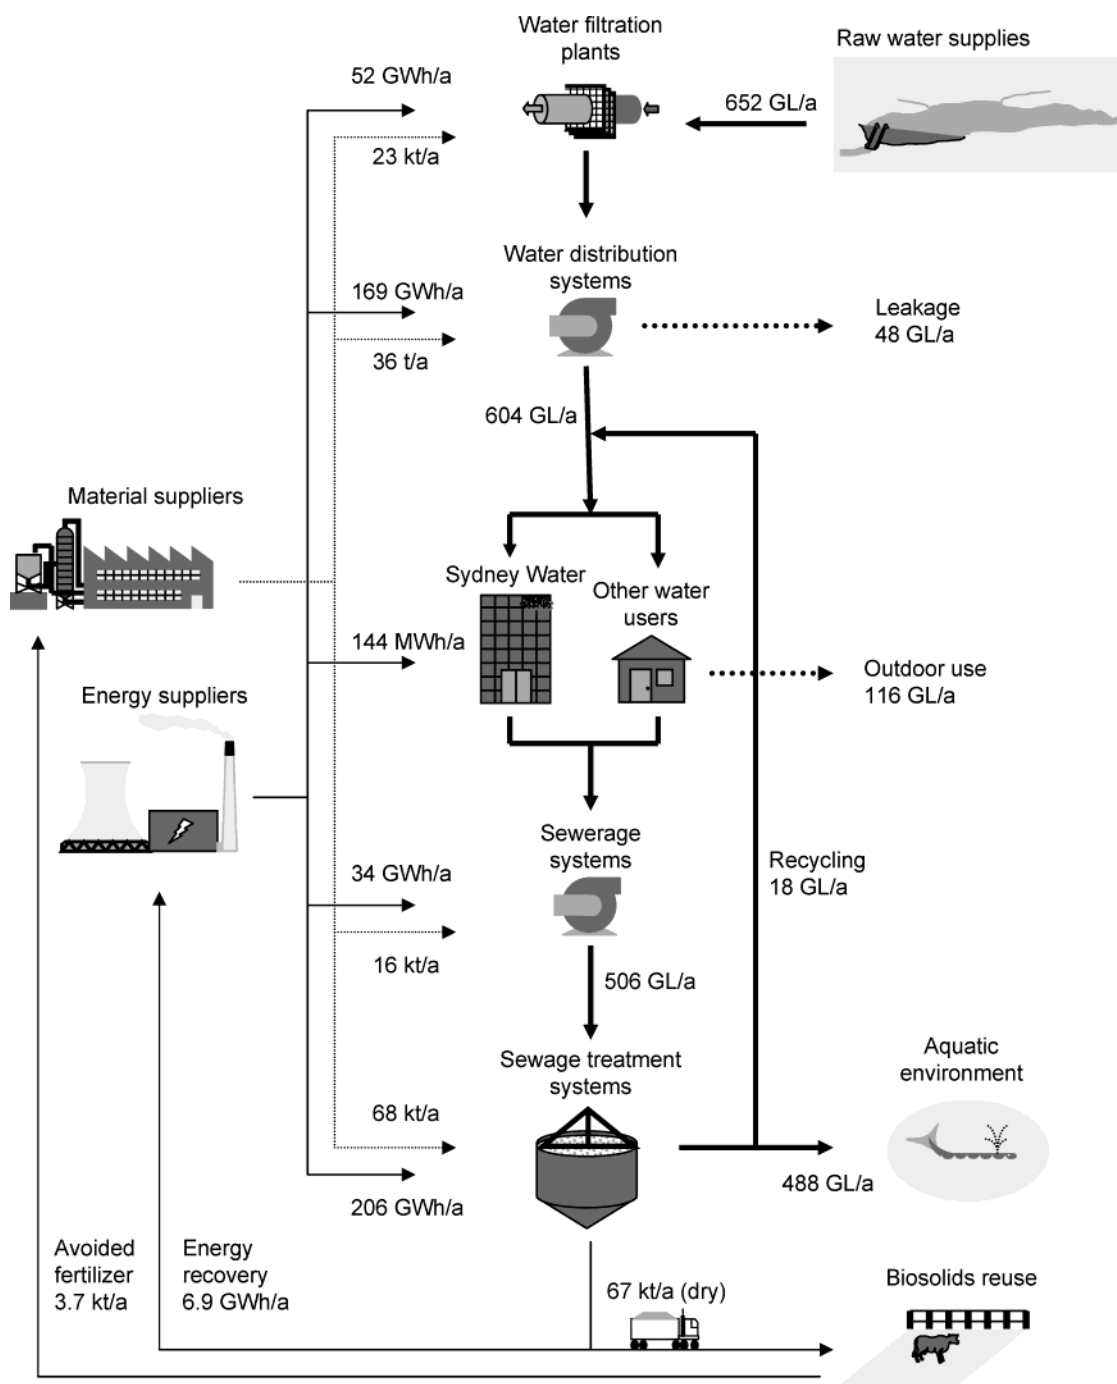 Water filtration
plants
Raw water supplies
52 GWh/a
652 GL/a
23 kt/a
Water distribution
systems
169 GWh/a
Leakage
48 GL/a
36 t/a
604 GL/a
Material suppliers
Sydney Water
Other water
users
144 MWh/a
Outdoor use
116 GL/a
Energy suppliers
Sewerage
systems
Recycling
18 GL/a
34 GWh/a
16 kt/a
506 GL/a
Sewage treatment
systems
Aquatic
environment
68 kt/a
488 GL/a
206 GWh/a
Avoided
fertilizer
3.7 kt/a
Energy
recovery
6.9 GWh/a
67 kt/a (dry)
Biosolids reuse